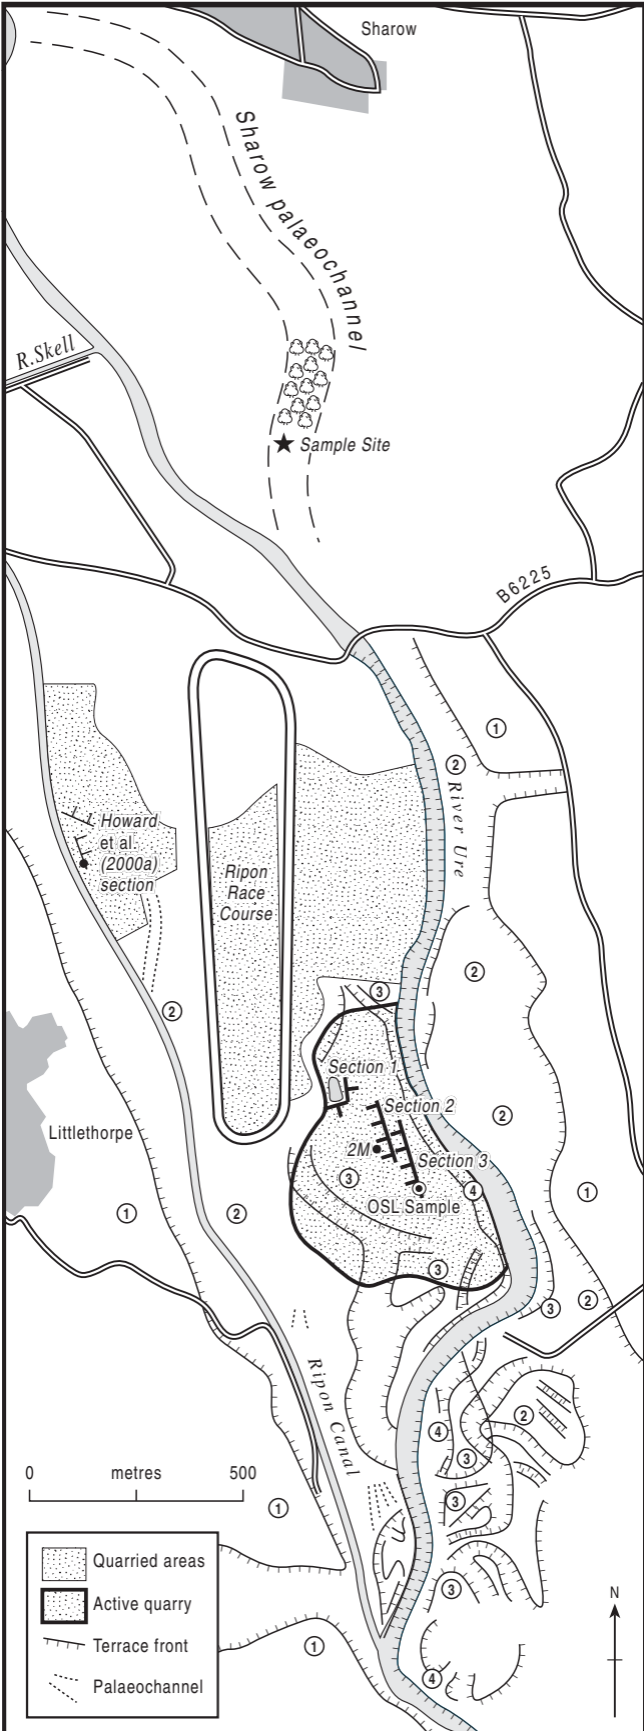 Sharow
Sharow palaeochannel
R.Skell
Sample Site
B6225
①
②
River Ure
Howard
et al.
(2000a)
section
Ripon
Race
Course
②
③
②
Section 1
Section 2
②
Littlethorpe
2M
Section 3
③
④
①
OSL Sample
①
②
③
③
②
Ripon Canal
②
④
③
0 metres 500
③
①
Quarried areas
Active quarry
Terrace front
Palaeochannel
③
N
①
④